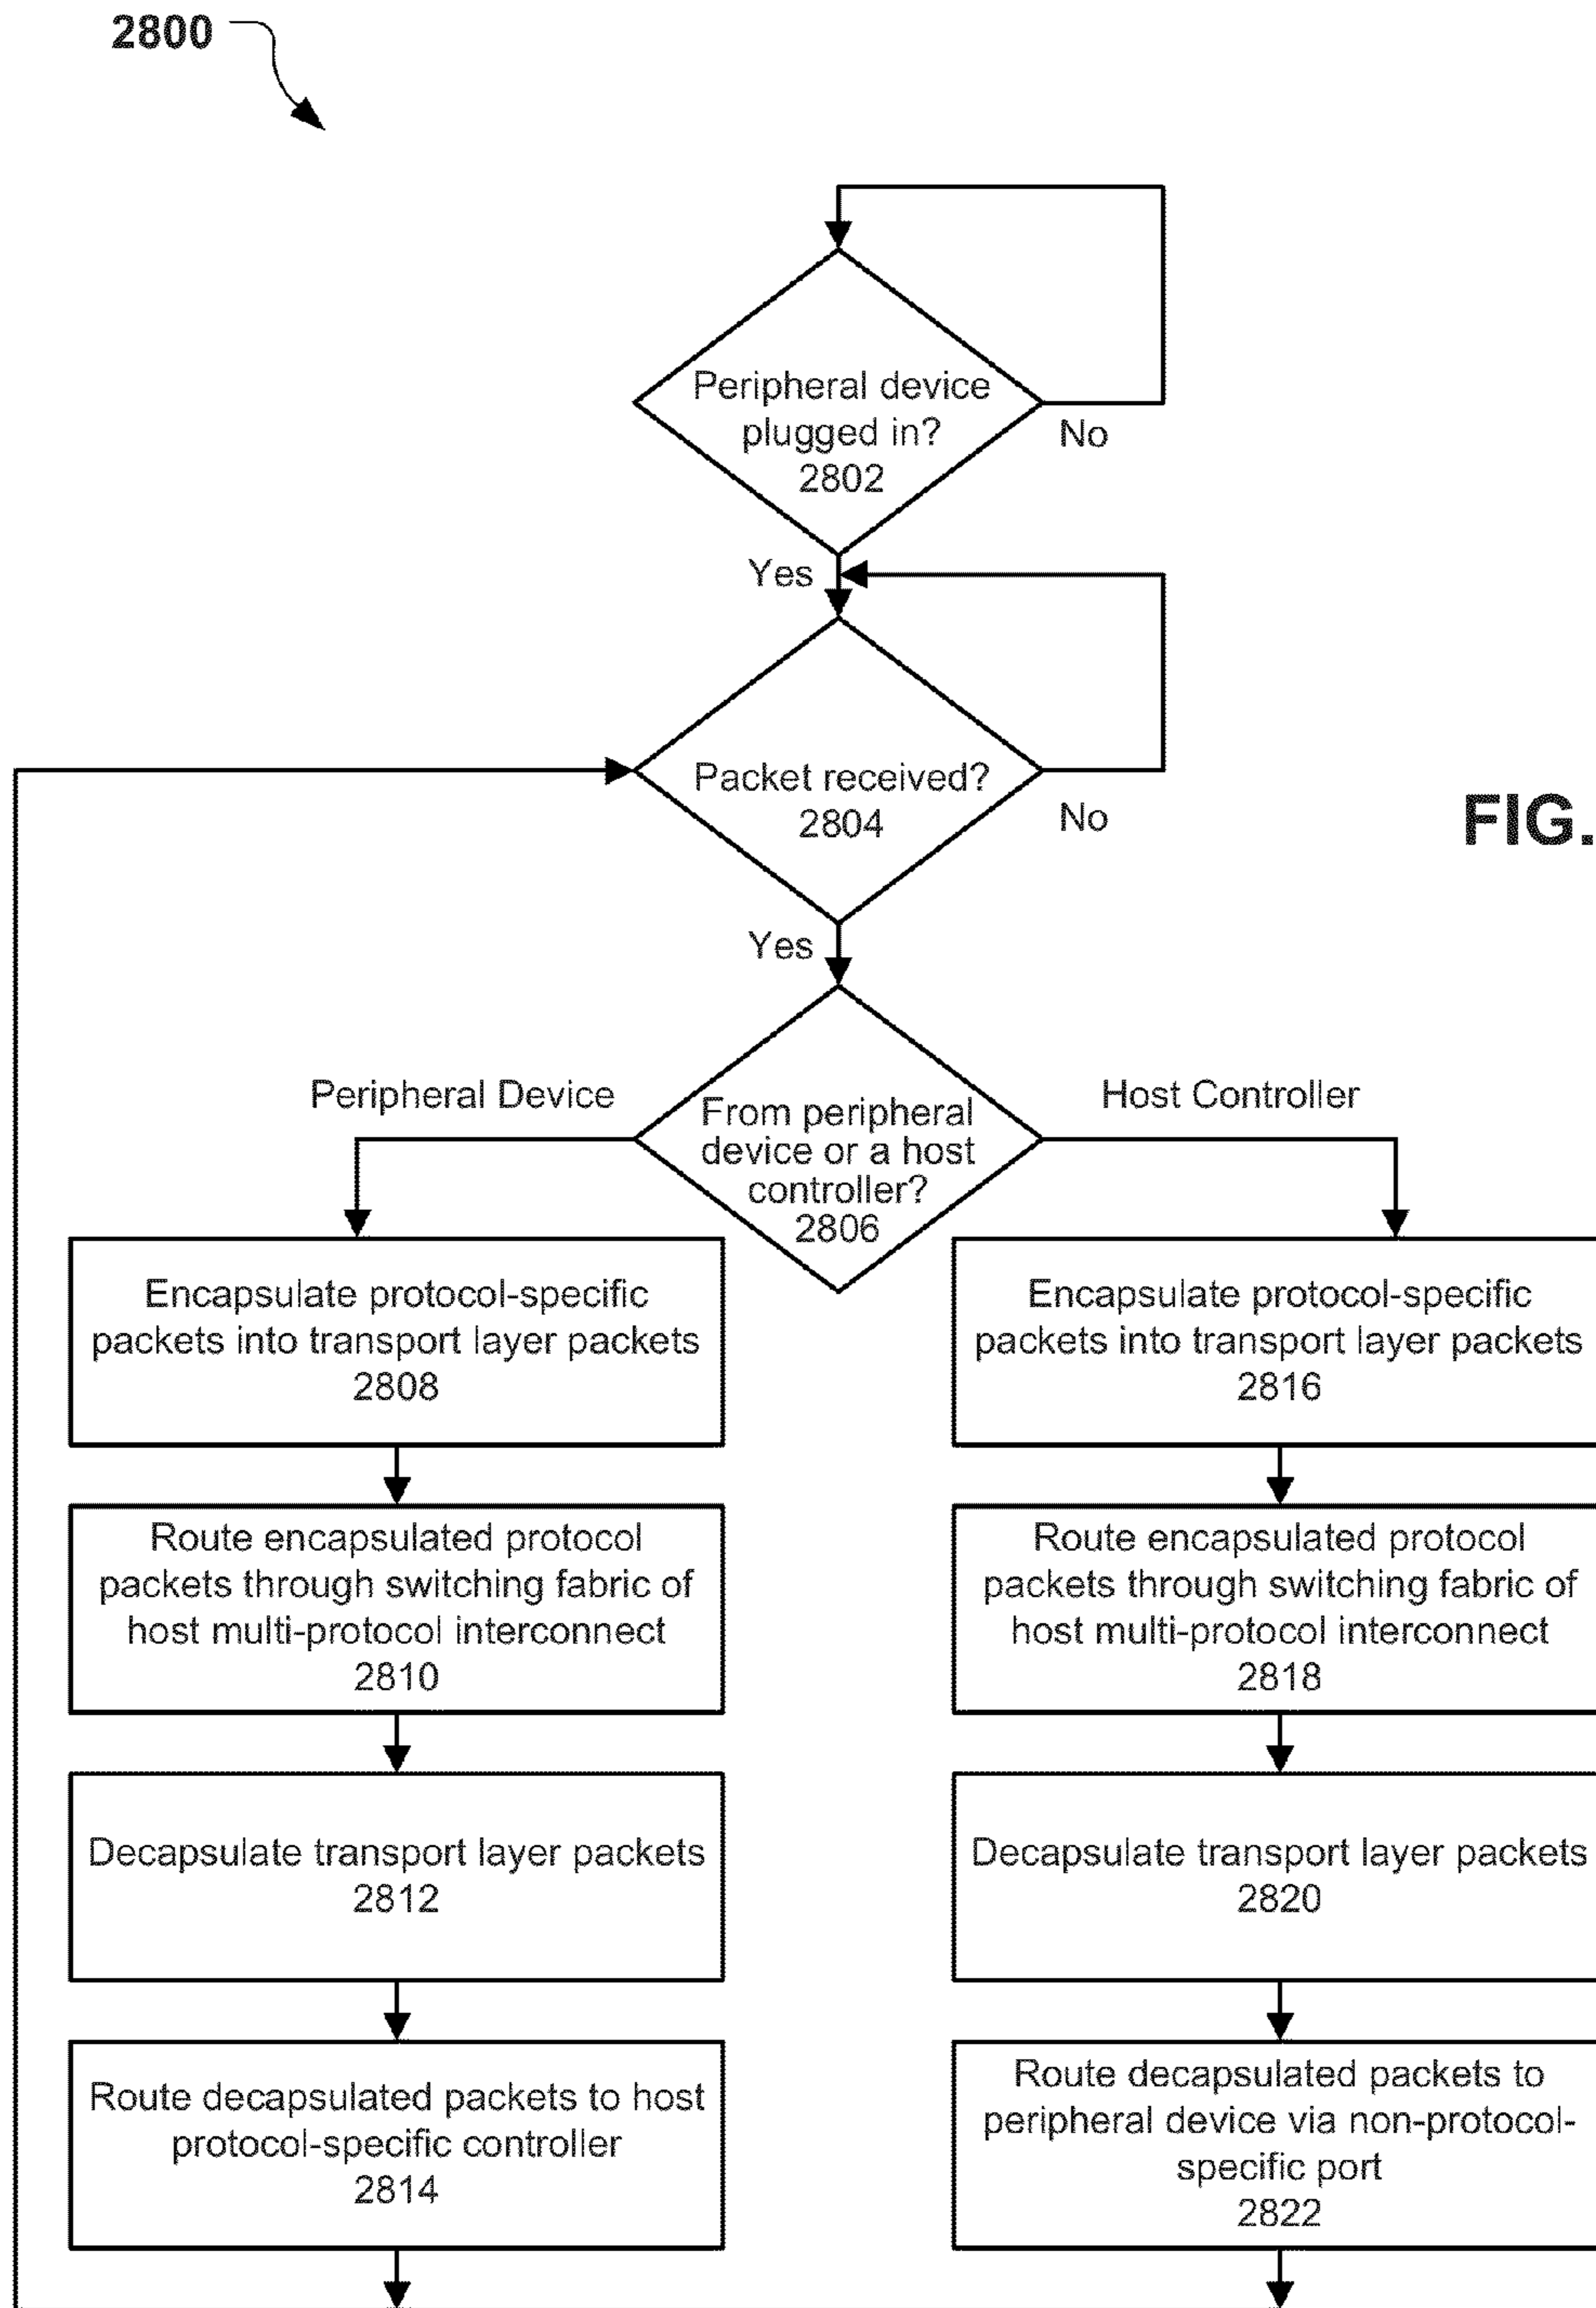 2800
Peripheral device
plugged in?
2802
No
Yes
Packet received?
2804
No
FIG.
Yes
Peripheral Device
Host Controller
From peripheral
device or a host
controller?
2806
Encapsulate protocol-specific
packets into transport layer packets
2808
Encapsulate protocol-specific
packets into transport layer packets
2816
Route encapsulated protocol
packets through switching fabric of
host multi-protocol interconnect
2810
Route encapsulated protocol
packets through switching fabric of
host multi-protocol interconnect
2818
Decapsulate transport layer packets
2812
Decapsulate transport layer packets
2820
Route decapsulated packets to host
protocol-specific controller
2814
Route decapsulated packets to
peripheral device via non-protocol-
specific port
2822